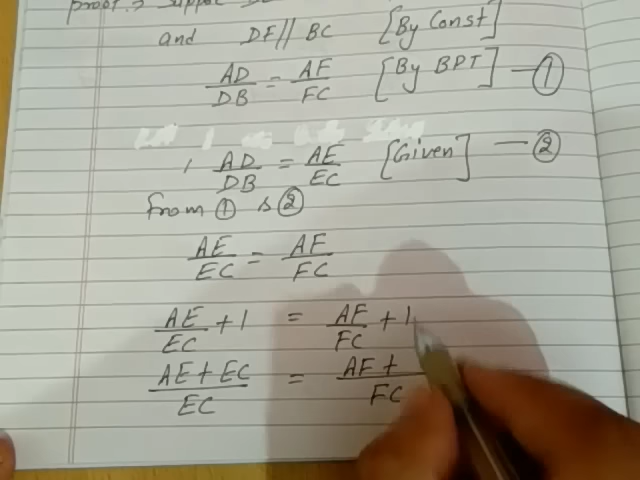 proof :-
and DF // BC [By Const]
AD/DB = AF/FC [By BPT] — ①
, AD/DB = AE/EC [Given] — ②
from ① & ②
AE/EC = AF/FC
AE/EC + 1 = AF/FC + 1
AE + EC/EC = AF +/FC